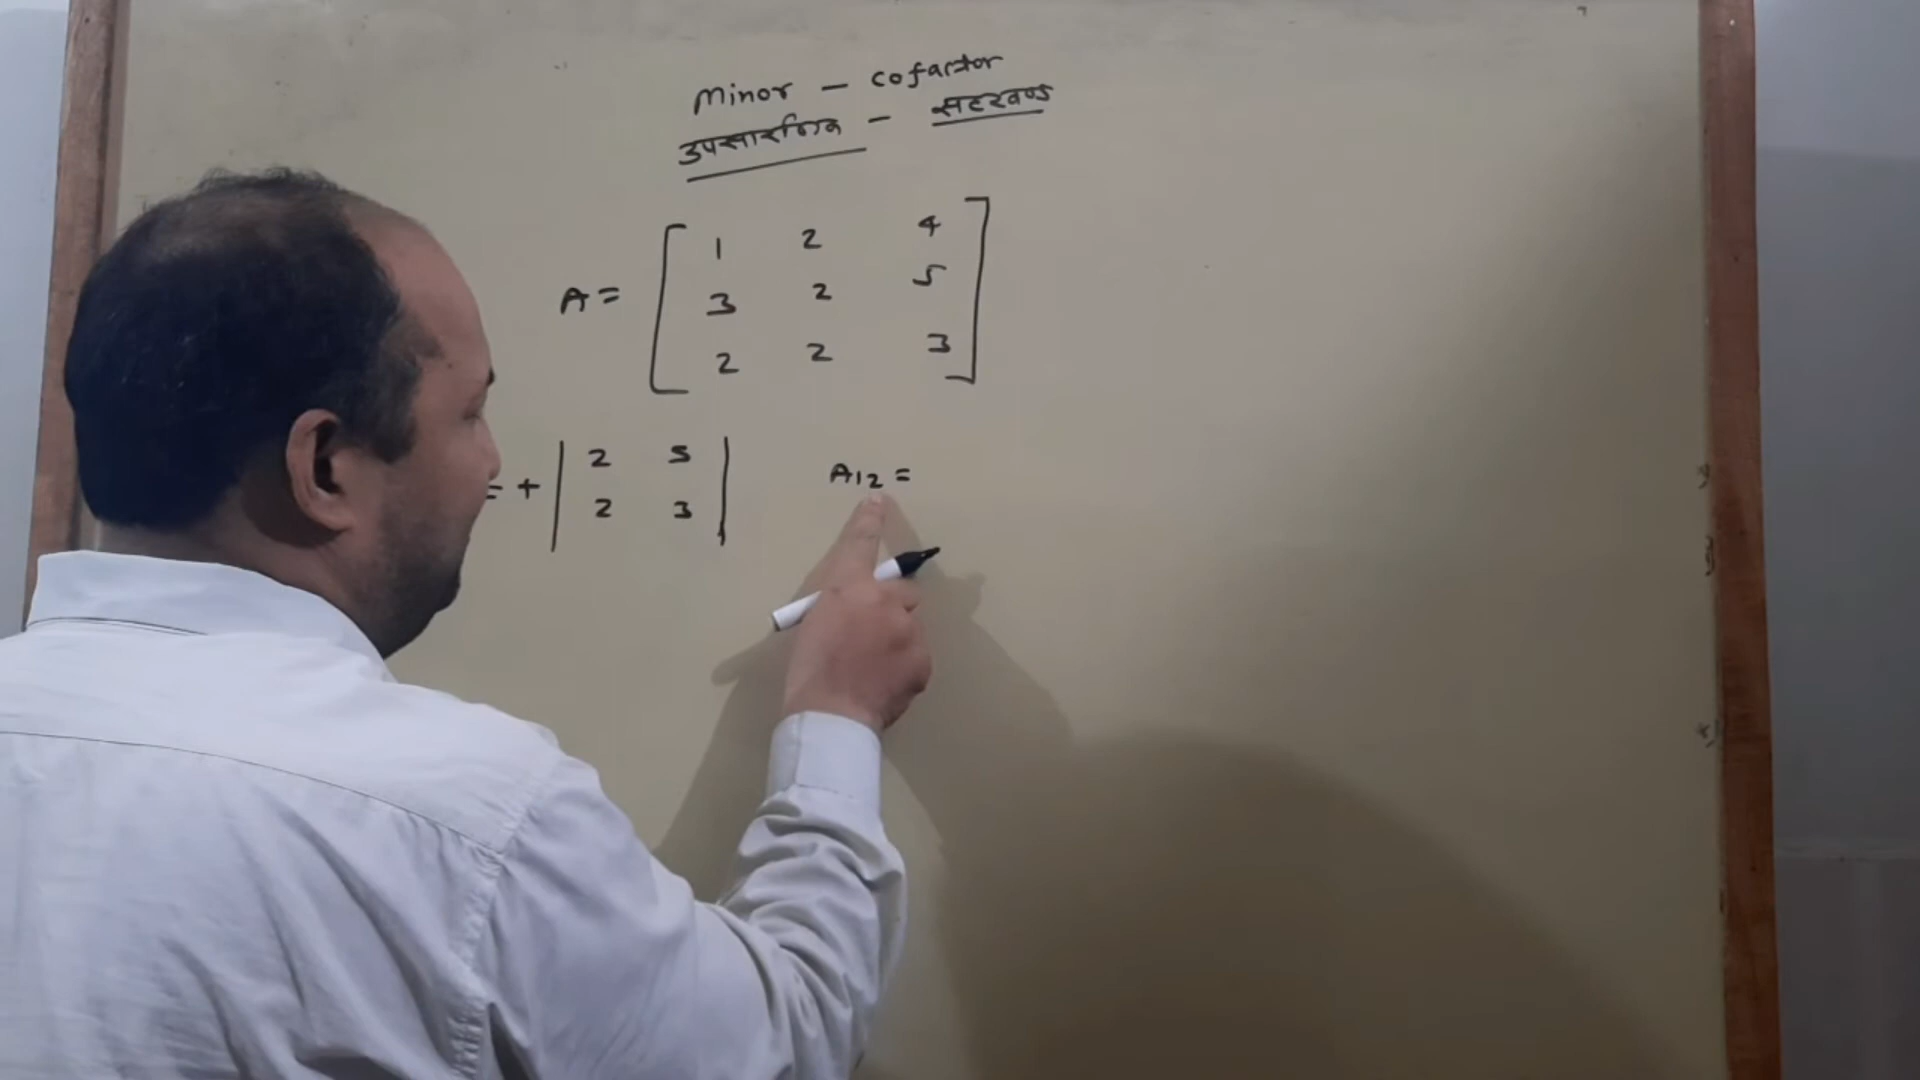 Minor - cofactor
उपसारणिक - सहखण्ड
A = [ 1 2 4
3 2 5
2 2 3 ]
= + | 2 5 | A12 =
| 2 3 |